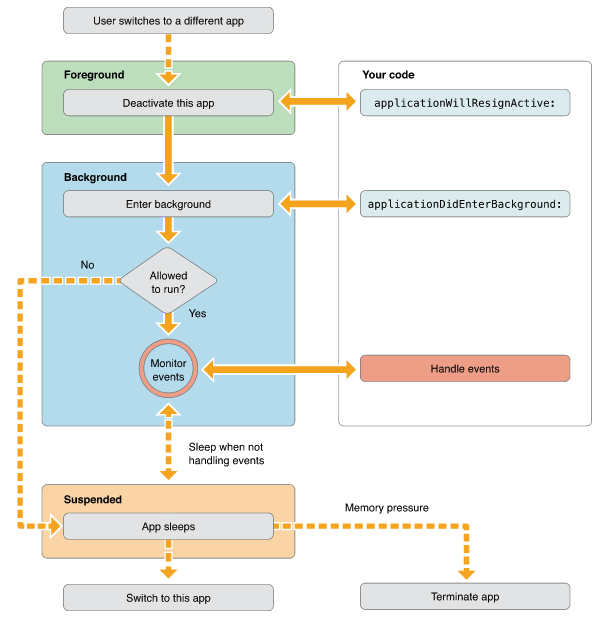 User switches to a different app
Foreground
Your code
Deactivate this app
applicationWillResignActive:
Background
Enter background
applicationDidEnterBackground:
No
Allowed
to run?
Yes
Monitor
events
Handle events
Sleep when not
handling events
Suspended
Memory pressure
App sleeps
Switch to this app
Terminate app